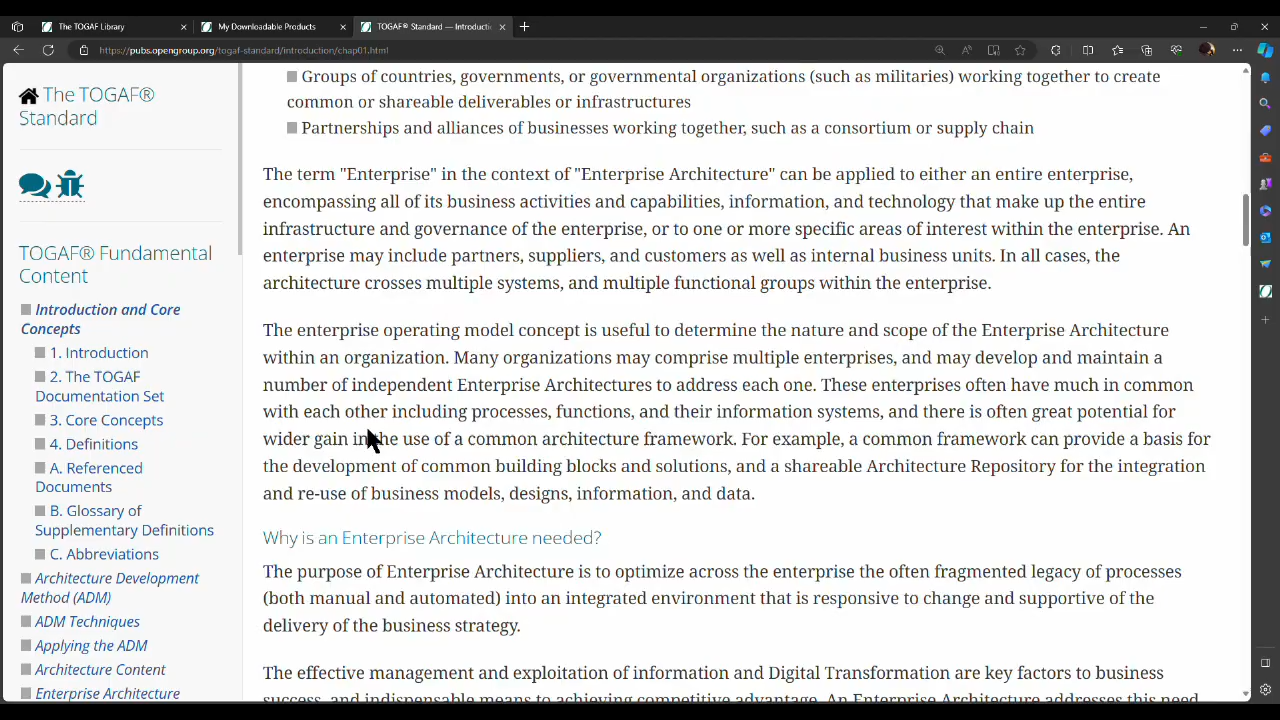 The TOGAF Library
My Downloadable Products
TOGAF® Standard — Introducti
https://pubs.opengroup.org/togaf-standard/introduction/chap01.html
The TOGAF®
Standard
TOGAF® Fundamental
Content
Introduction and Core
Concepts
1. Introduction
2. The TOGAF
Documentation Set
3. Core Concepts
4. Definitions
A. Referenced
Documents
B. Glossary of
Supplementary Definitions
C. Abbreviations
Architecture Development
Method (ADM)
ADM Techniques
Applying the ADM
Architecture Content
Enterprise Architecture
Groups of countries, governments, or governmental organizations (such as militaries) working together to create
common or shareable deliverables or infrastructures
Partnerships and alliances of businesses working together, such as a consortium or supply chain
The term "Enterprise" in the context of "Enterprise Architecture" can be applied to either an entire enterprise,
encompassing all of its business activities and capabilities, information, and technology that make up the entire
infrastructure and governance of the enterprise, or to one or more specific areas of interest within the enterprise. An
enterprise may include partners, suppliers, and customers as well as internal business units. In all cases, the
architecture crosses multiple systems, and multiple functional groups within the enterprise.
The enterprise operating model concept is useful to determine the nature and scope of the Enterprise Architecture
within an organization. Many organizations may comprise multiple enterprises, and may develop and maintain a
number of independent Enterprise Architectures to address each one. These enterprises often have much in common
with each other including processes, functions, and their information systems, and there is often great potential for
wider gain in the use of a common architecture framework. For example, a common framework can provide a basis for
the development of common building blocks and solutions, and a shareable Architecture Repository for the integration
and re-use of business models, designs, information, and data.
Why is an Enterprise Architecture needed?
The purpose of Enterprise Architecture is to optimize across the enterprise the often fragmented legacy of processes
(both manual and automated) into an integrated environment that is responsive to change and supportive of the
delivery of the business strategy.
The effective management and exploitation of information and Digital Transformation are key factors to business
success, and indispensable means to achieving competitive advantage. An Enterprise Architecture addresses this need